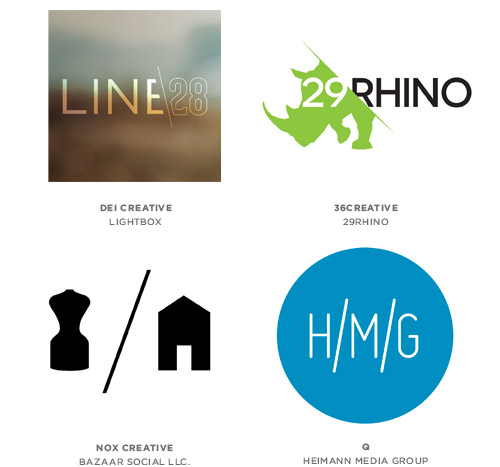 LINE\28
29RHINO
DEI CREATIVE
LIGHTBOX
36CREATIVE
29RHINO
H/M/G
NOX CREATIVE
BAZAAR SOCIAL LLC.
Q
HEIMANN MEDIA GROUP